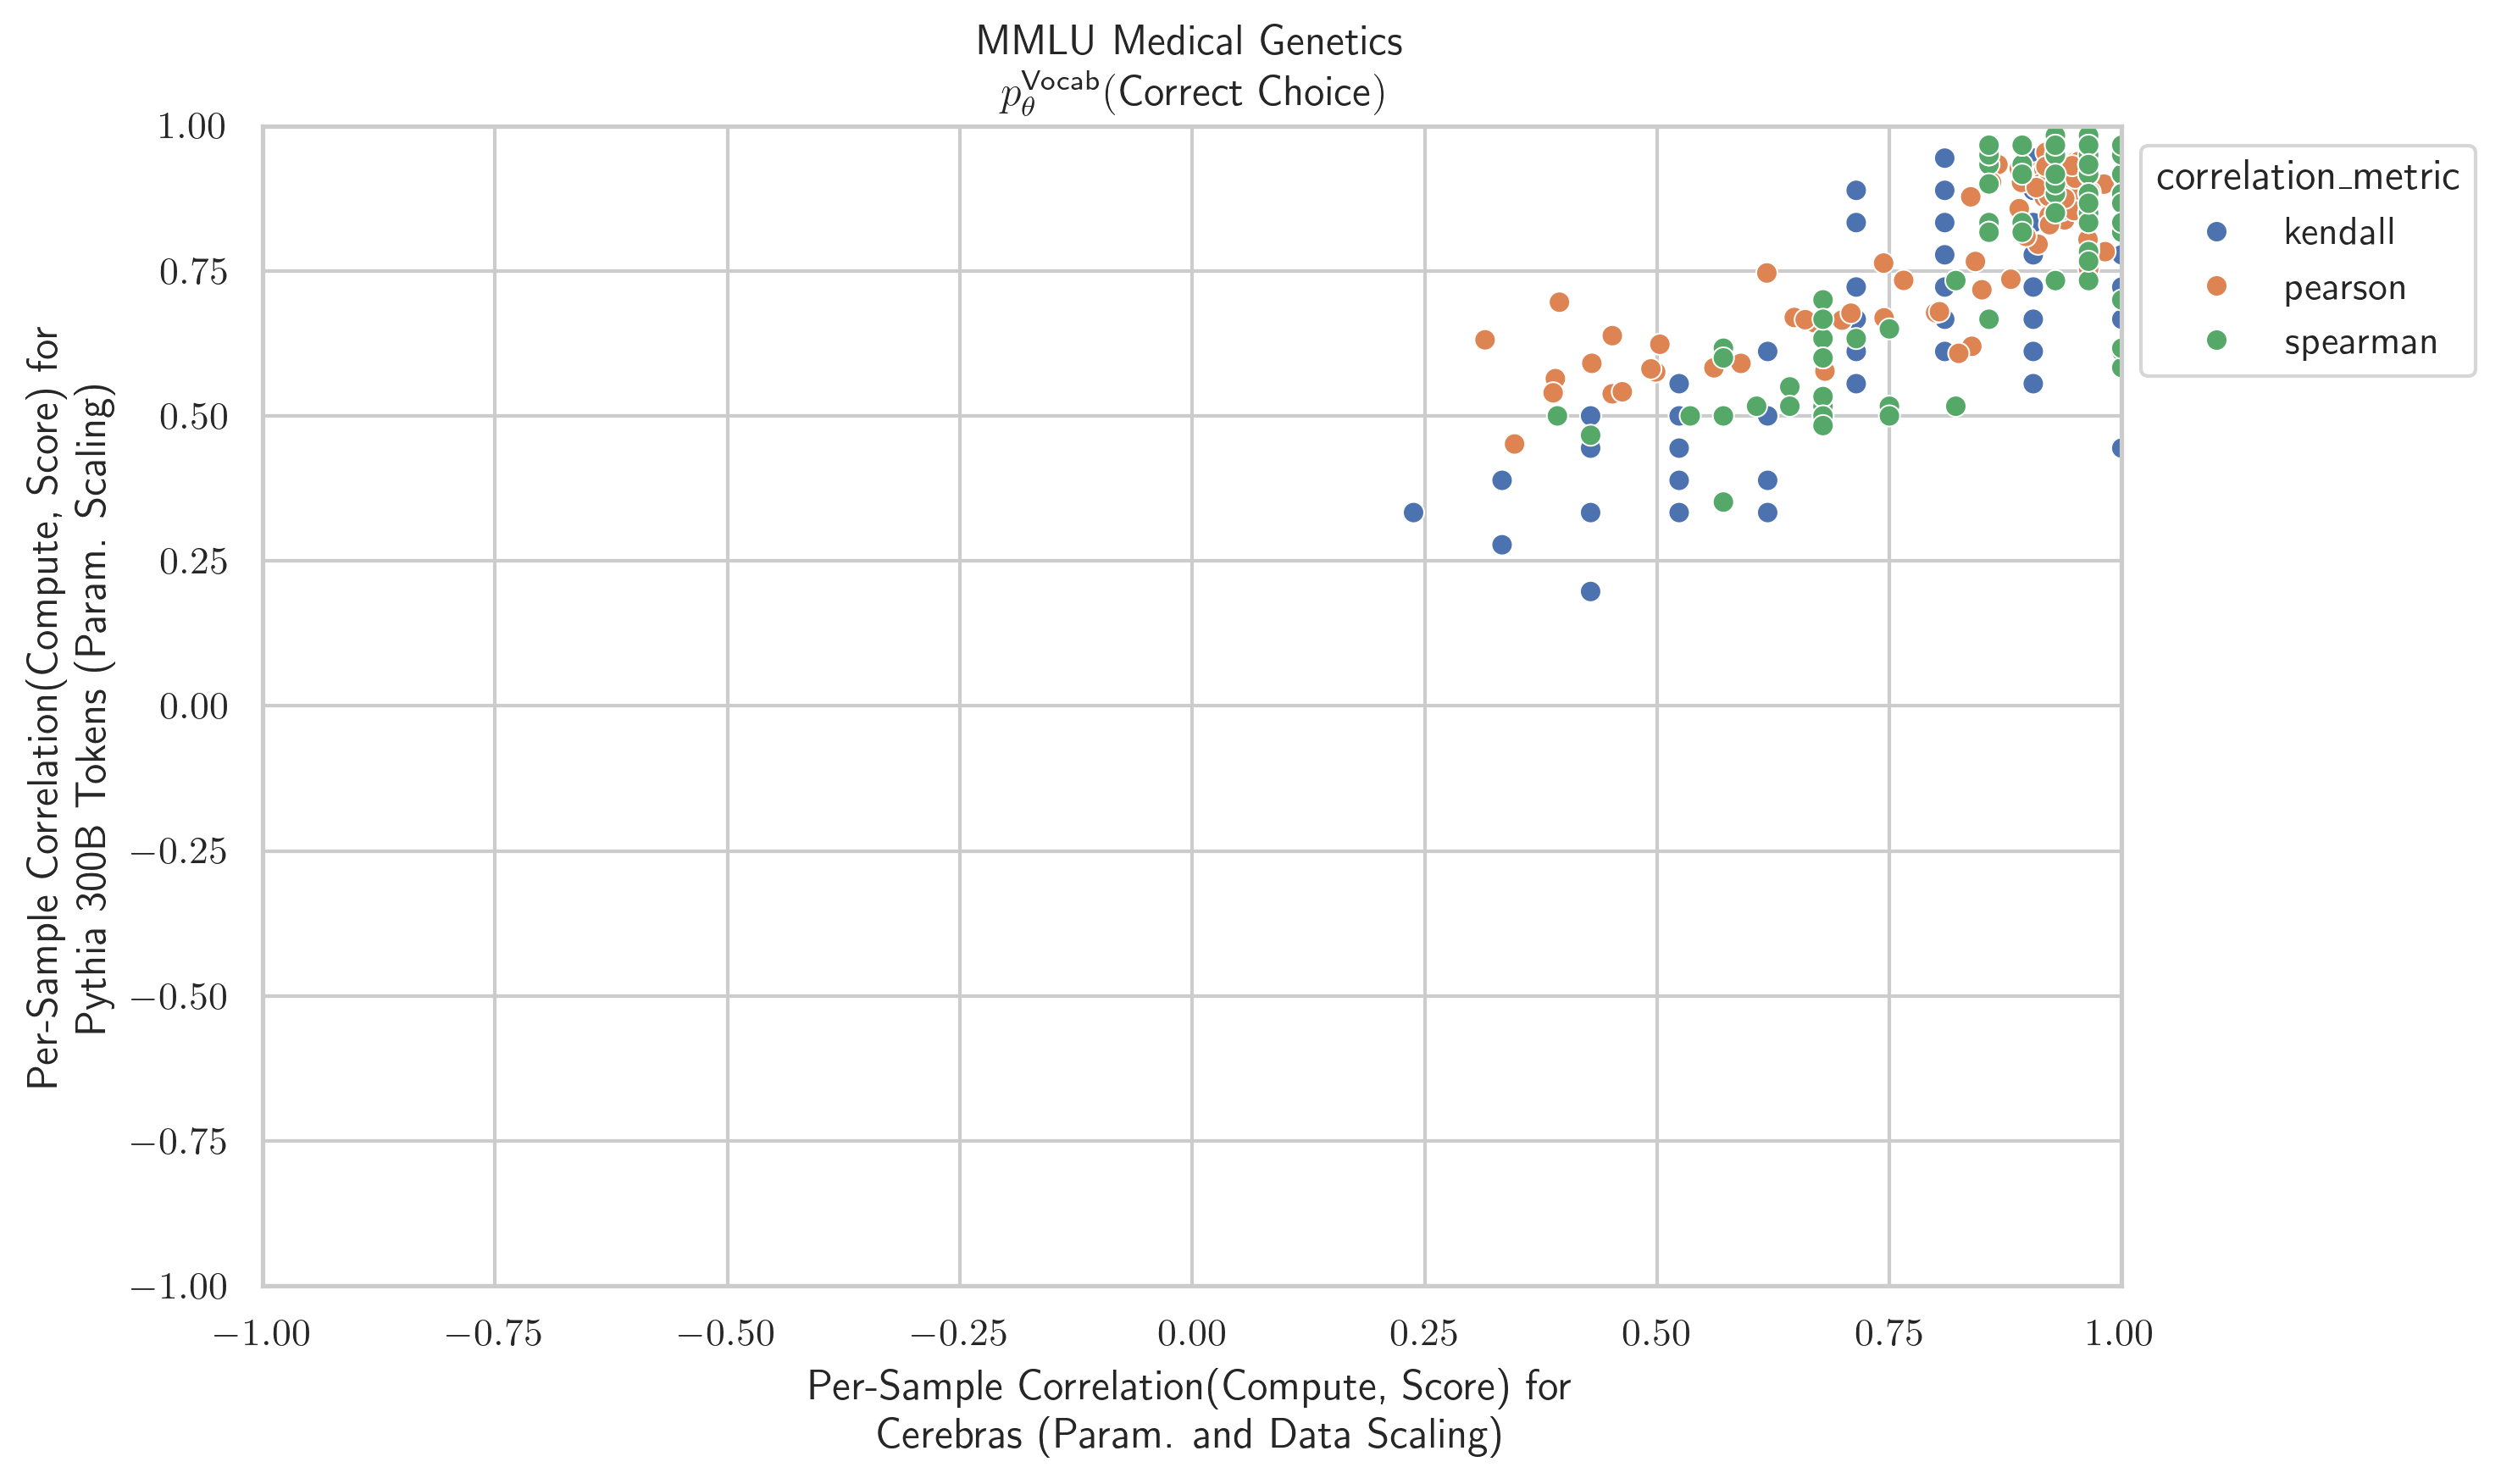 MMLU Medical Genetics
p_θ^Vocab(Correct Choice)
Per-Sample Correlation(Compute, Score) for
Pythia 300B Tokens (Param. Scaling)
1.00
0.75
0.50
0.25
0.00
−0.25
−0.50
−0.75
−1.00
correlation_metric
kendall
pearson
spearman
−1.00
−0.75
−0.50
−0.25
0.00
0.25
0.50
0.75
1.00
Per-Sample Correlation(Compute, Score) for
Cerebras (Param. and Data Scaling)